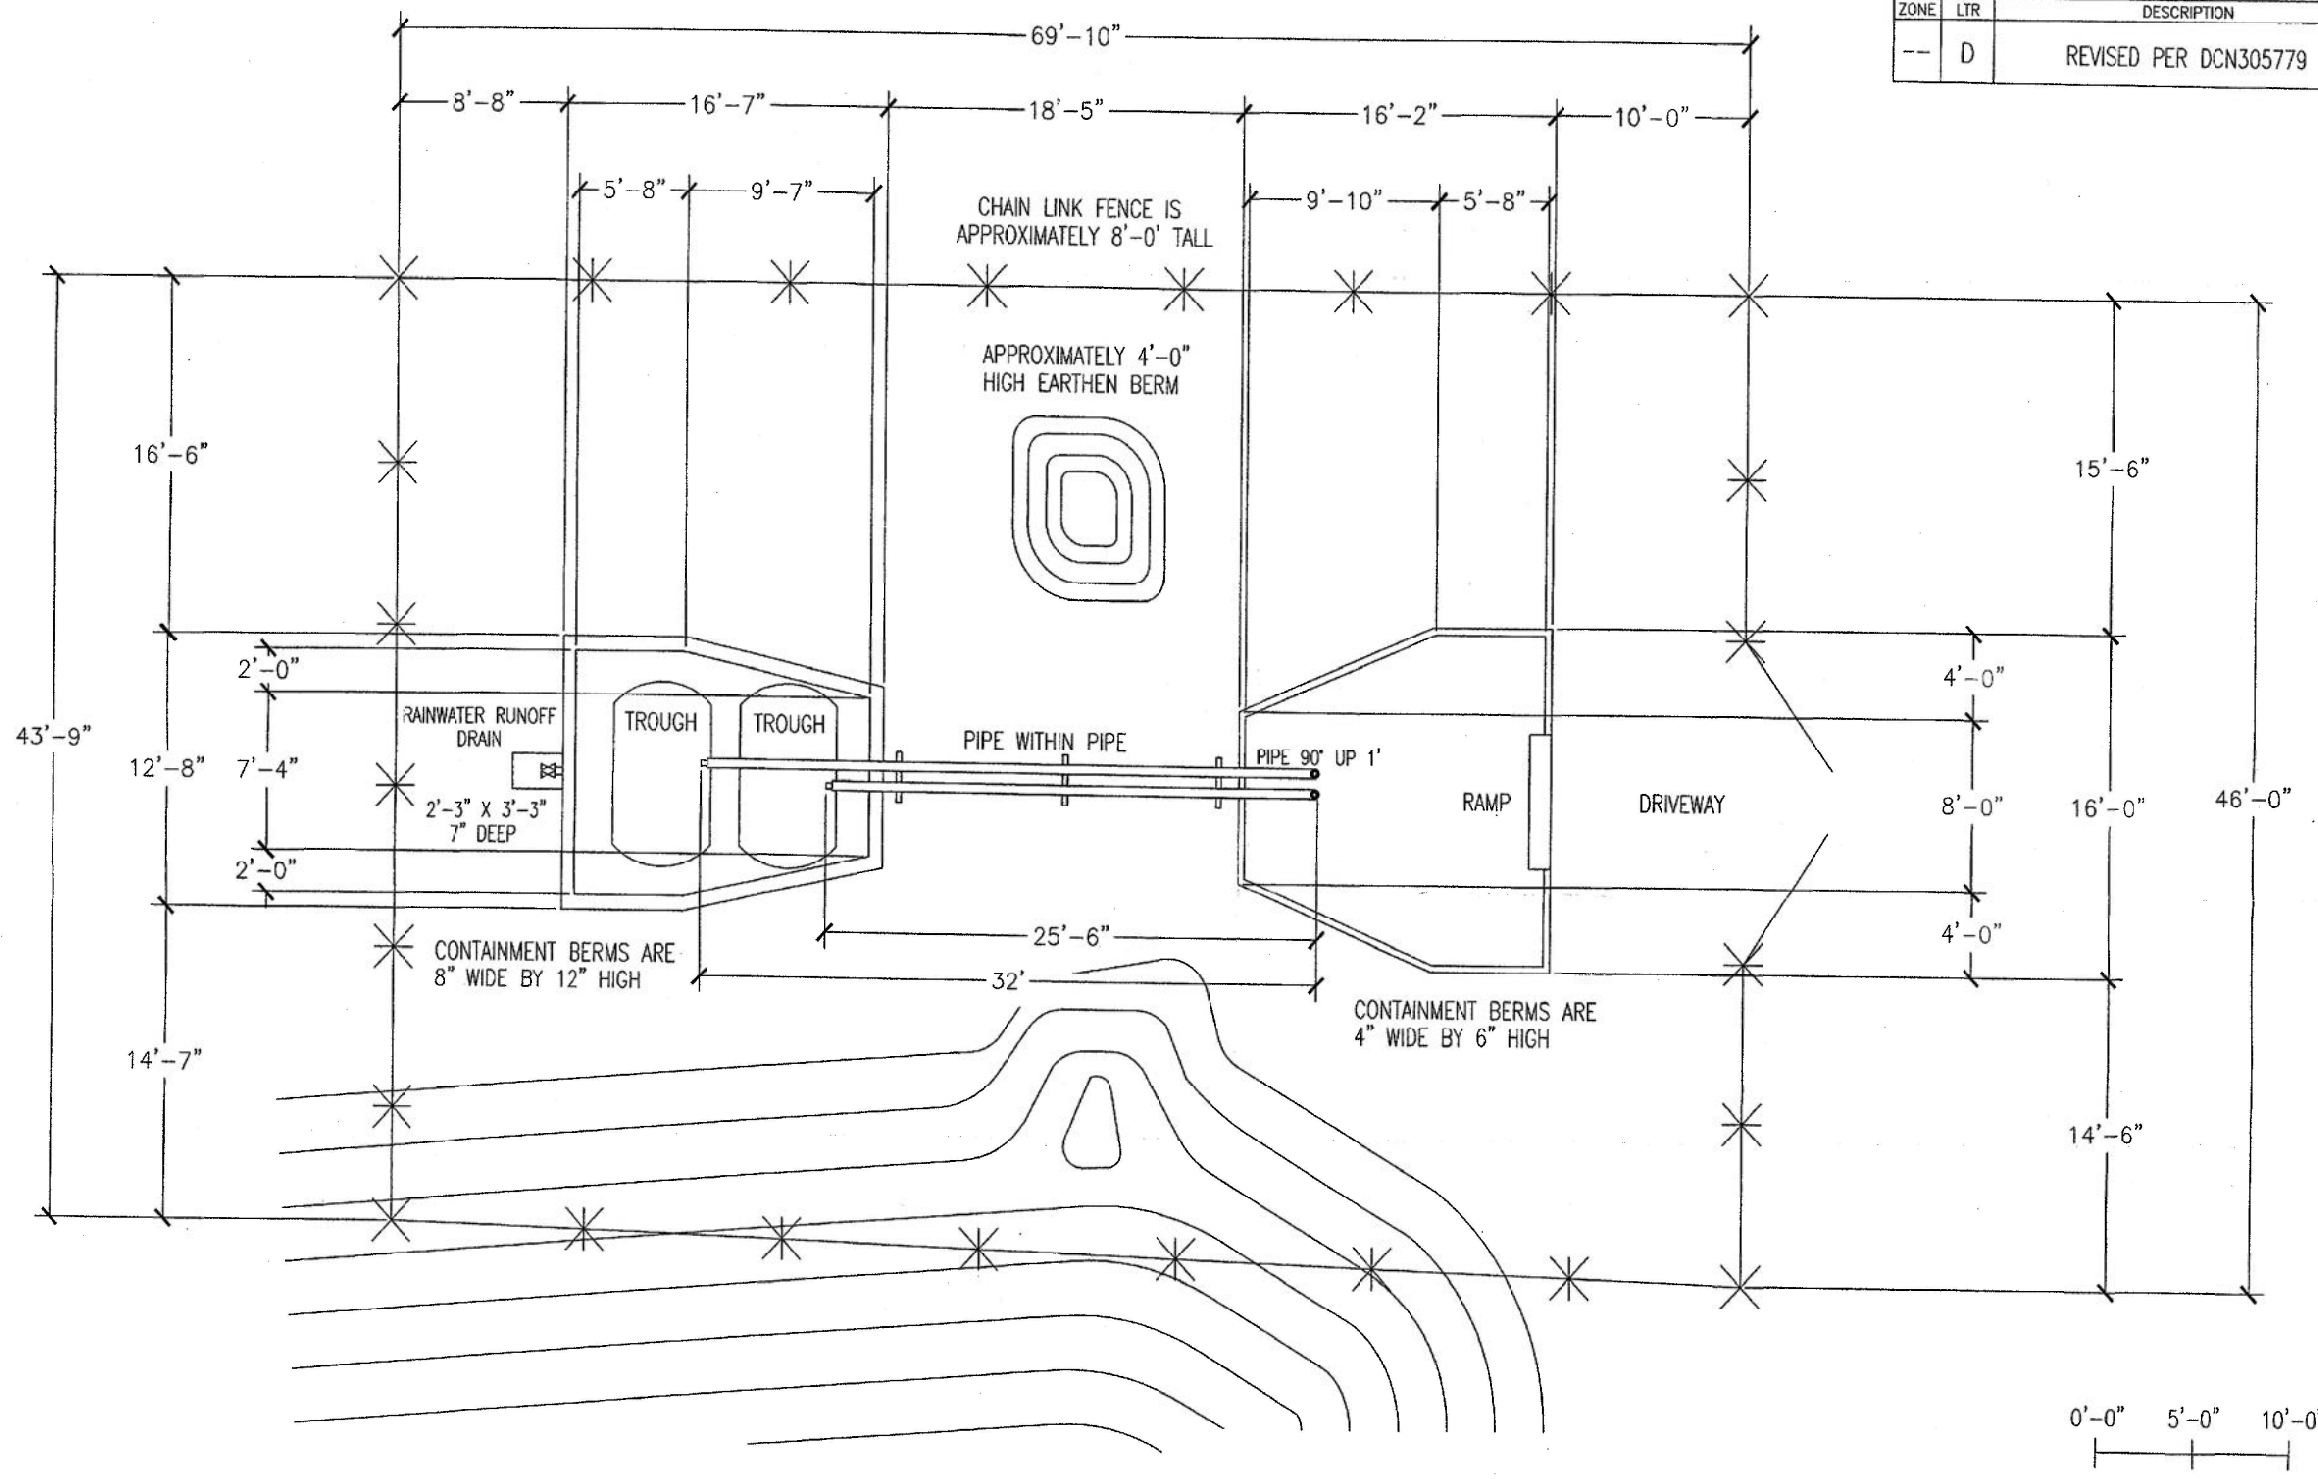 ZONE LTR DESCRIPTION
-- D REVISED PER DCN305779
69'-10"
8'-8" 16'-7" 18'-5" 16'-2" 10'-0"
5'-8" 9'-7" 9'-10" 5'-8"
CHAIN LINK FENCE IS
APPROXIMATELY 8'-0' TALL
APPROXIMATELY 4'-0"
HIGH EARTHEN BERM
16'-6" 15'-6"
2'-0" 4'-0"
RAINWATER RUNOFF
DRAIN
TROUGH TROUGH
43'-9" 12'-8" 7'-4"
PIPE WITHIN PIPE
PIPE 90° UP 1'
2'-3" X 3'-3"
7" DEEP
RAMP DRIVEWAY
8'-0" 16'-0" 46'-0"
2'-0" 4'-0"
25'-6"
CONTAINMENT BERMS ARE
8" WIDE BY 12" HIGH
32'
CONTAINMENT BERMS ARE
4" WIDE BY 6" HIGH
14'-7" 14'-6"
0'-0" 5'-0" 10'-0